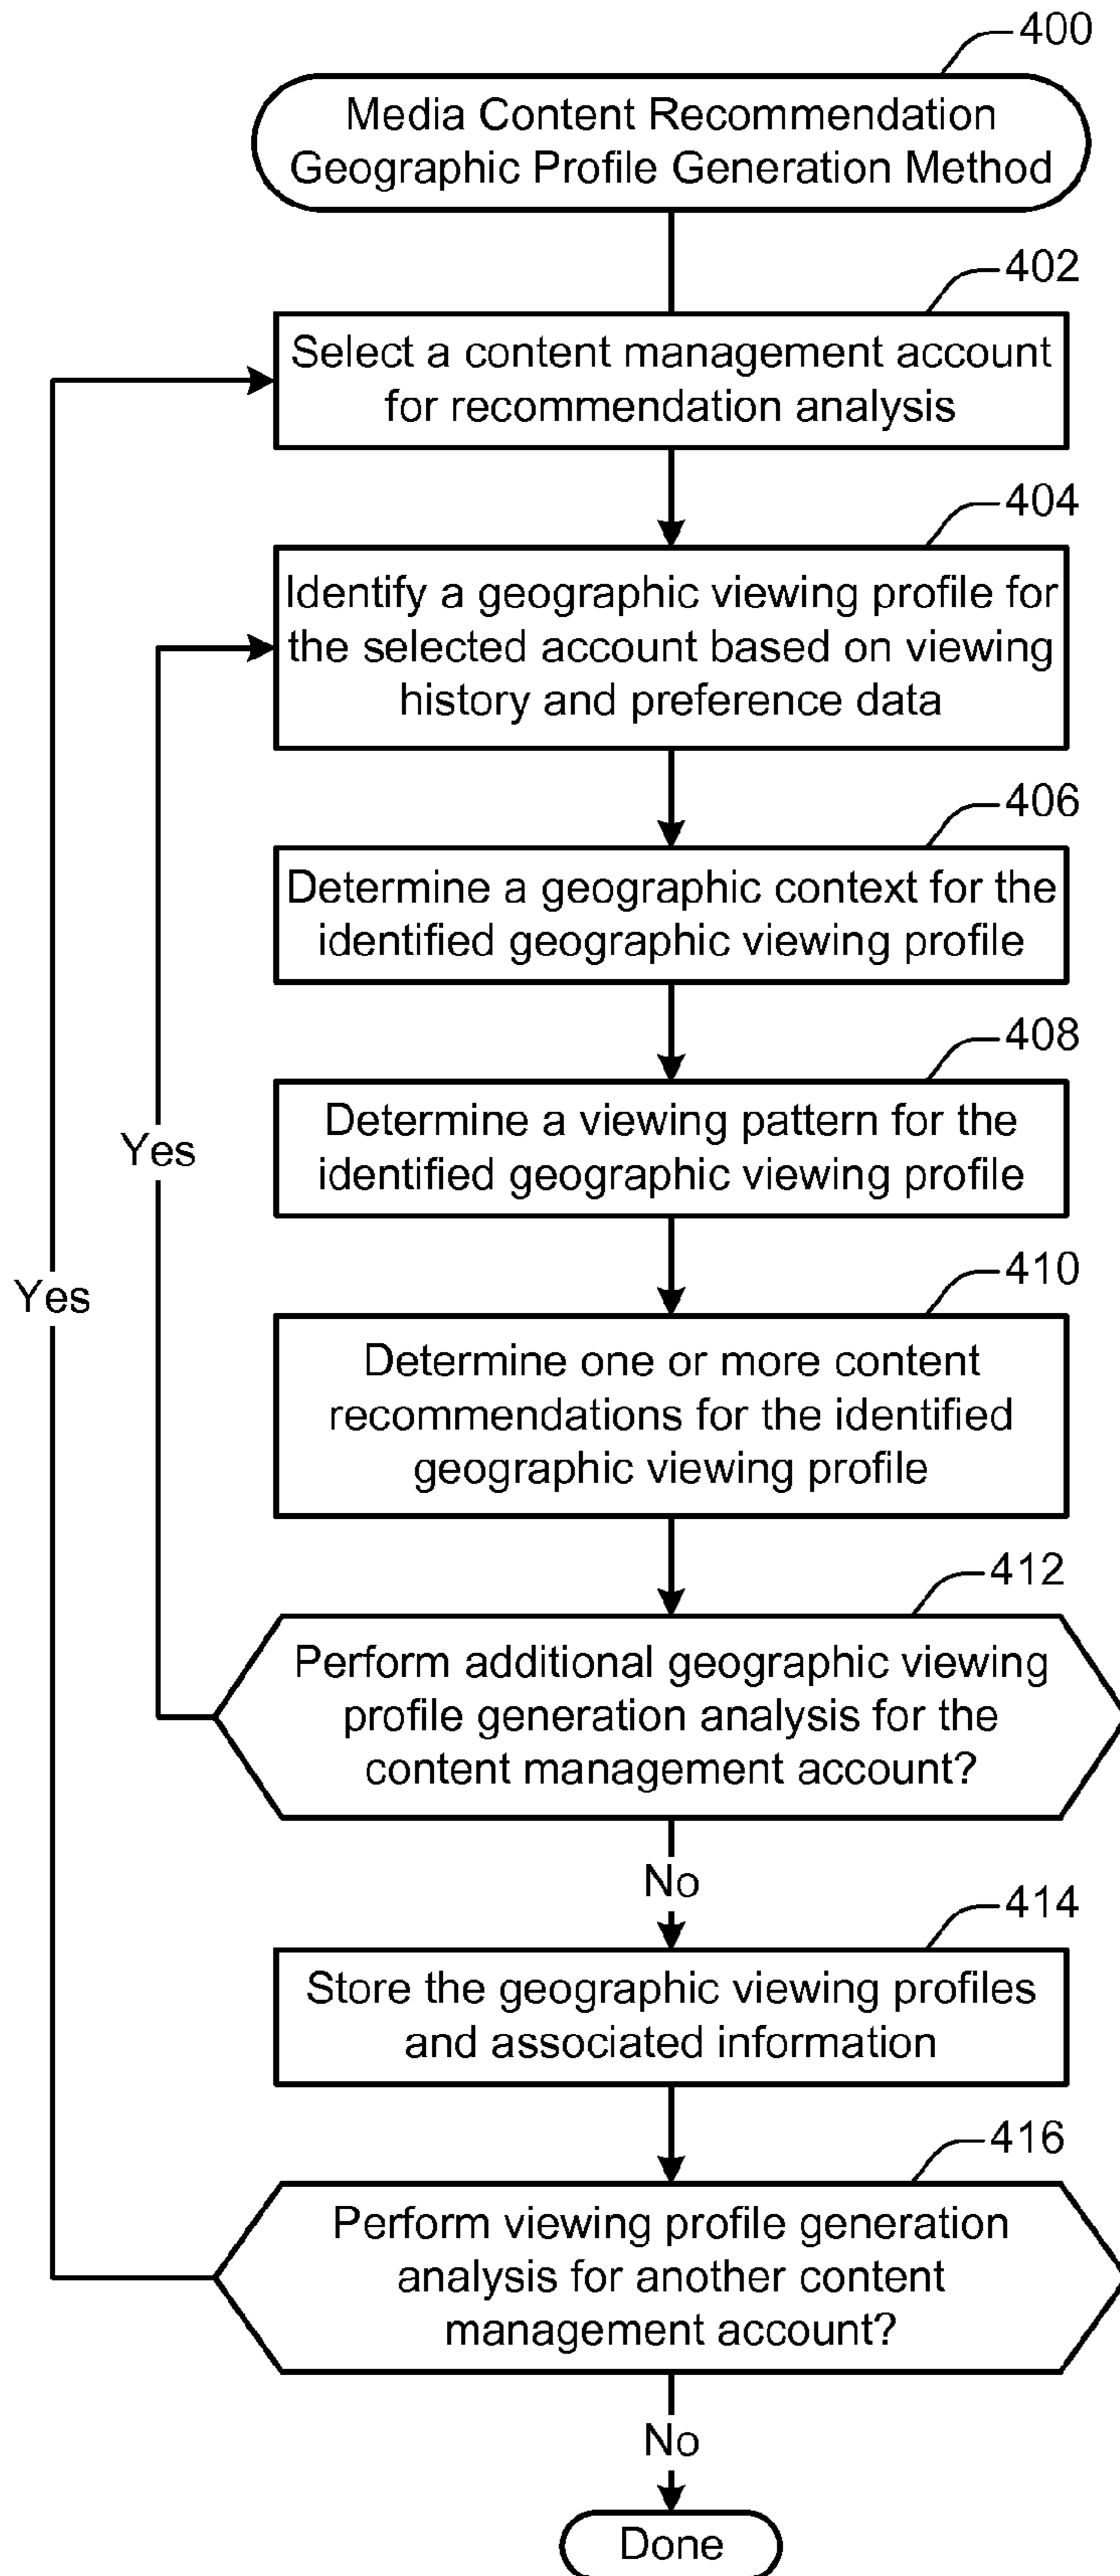 400
Media Content Recommendation
Geographic Profile Generation Method
402
Select a content management account
for recommendation analysis
404
Identify a geographic viewing profile for
the selected account based on viewing
history and preference data
406
Determine a geographic context for the
identified geographic viewing profile
408
Determine a viewing pattern for the
identified geographic viewing profile
Yes
410
Yes
Determine one or more content
recommendations for the identified
geographic viewing profile
412
Perform additional geographic viewing
profile generation analysis for the
content management account?
No
414
Store the geographic viewing profiles
and associated information
416
Perform viewing profile generation
analysis for another content
management account?
No
Done